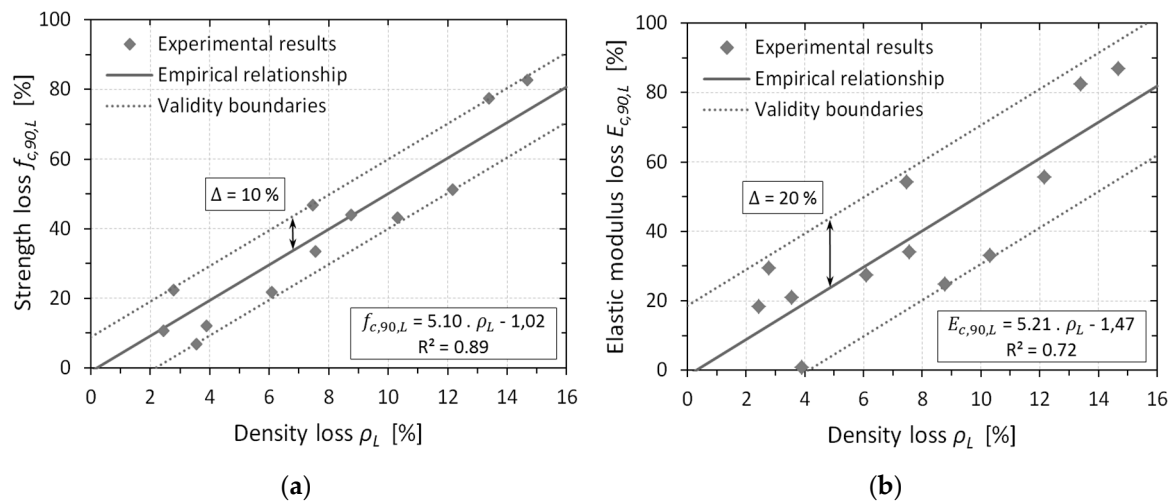 100
80
60
40
20
0
Strength loss f_c,90,L [%]
Experimental results
Empirical relationship
Validity boundaries
Δ = 10 %
f_c,90,L = 5.10 . ρ_L - 1,02
R² = 0.89
0 2 4 6 8 10 12 14 16
Density loss ρ_L [%]
(a)
100
80
60
40
20
0
Elastic modulus loss E_c,90,L [%]
Experimental results
Empirical relationship
Validity boundaries
Δ = 20 %
E_c,90,L = 5.21 . ρ_L - 1,47
R² = 0.72
0 2 4 6 8 10 12 14 16
Density loss ρ_L [%]
(b)